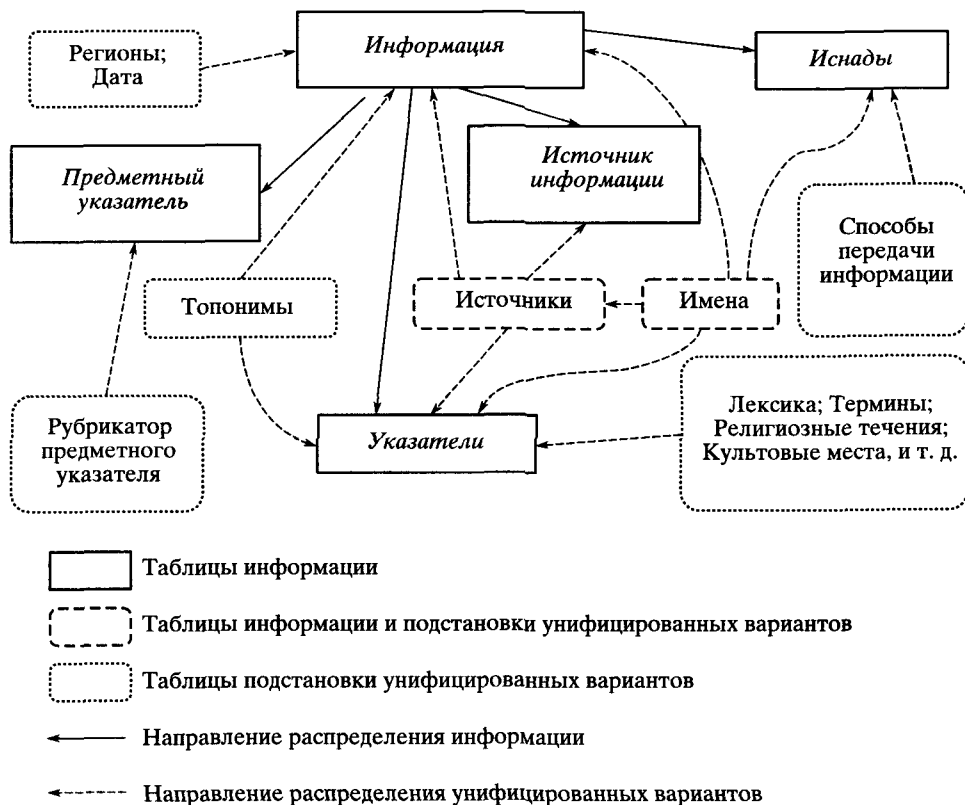 Регионы;
Дата
Информация
Иснады
Предметный
указатель
Источник
информации
Способы
передачи
информации
Топонимы
Источники
Имена
Рубрикатор
предметного
указателя
Указатели
Лексика; Термины;
Религиозные течения;
Культовые места, и т. д.
Таблицы информации
Таблицы информации и подстановки унифицированных вариантов
Таблицы подстановки унифицированных вариантов
Направление распределения информации
Направление распределения унифицированных вариантов